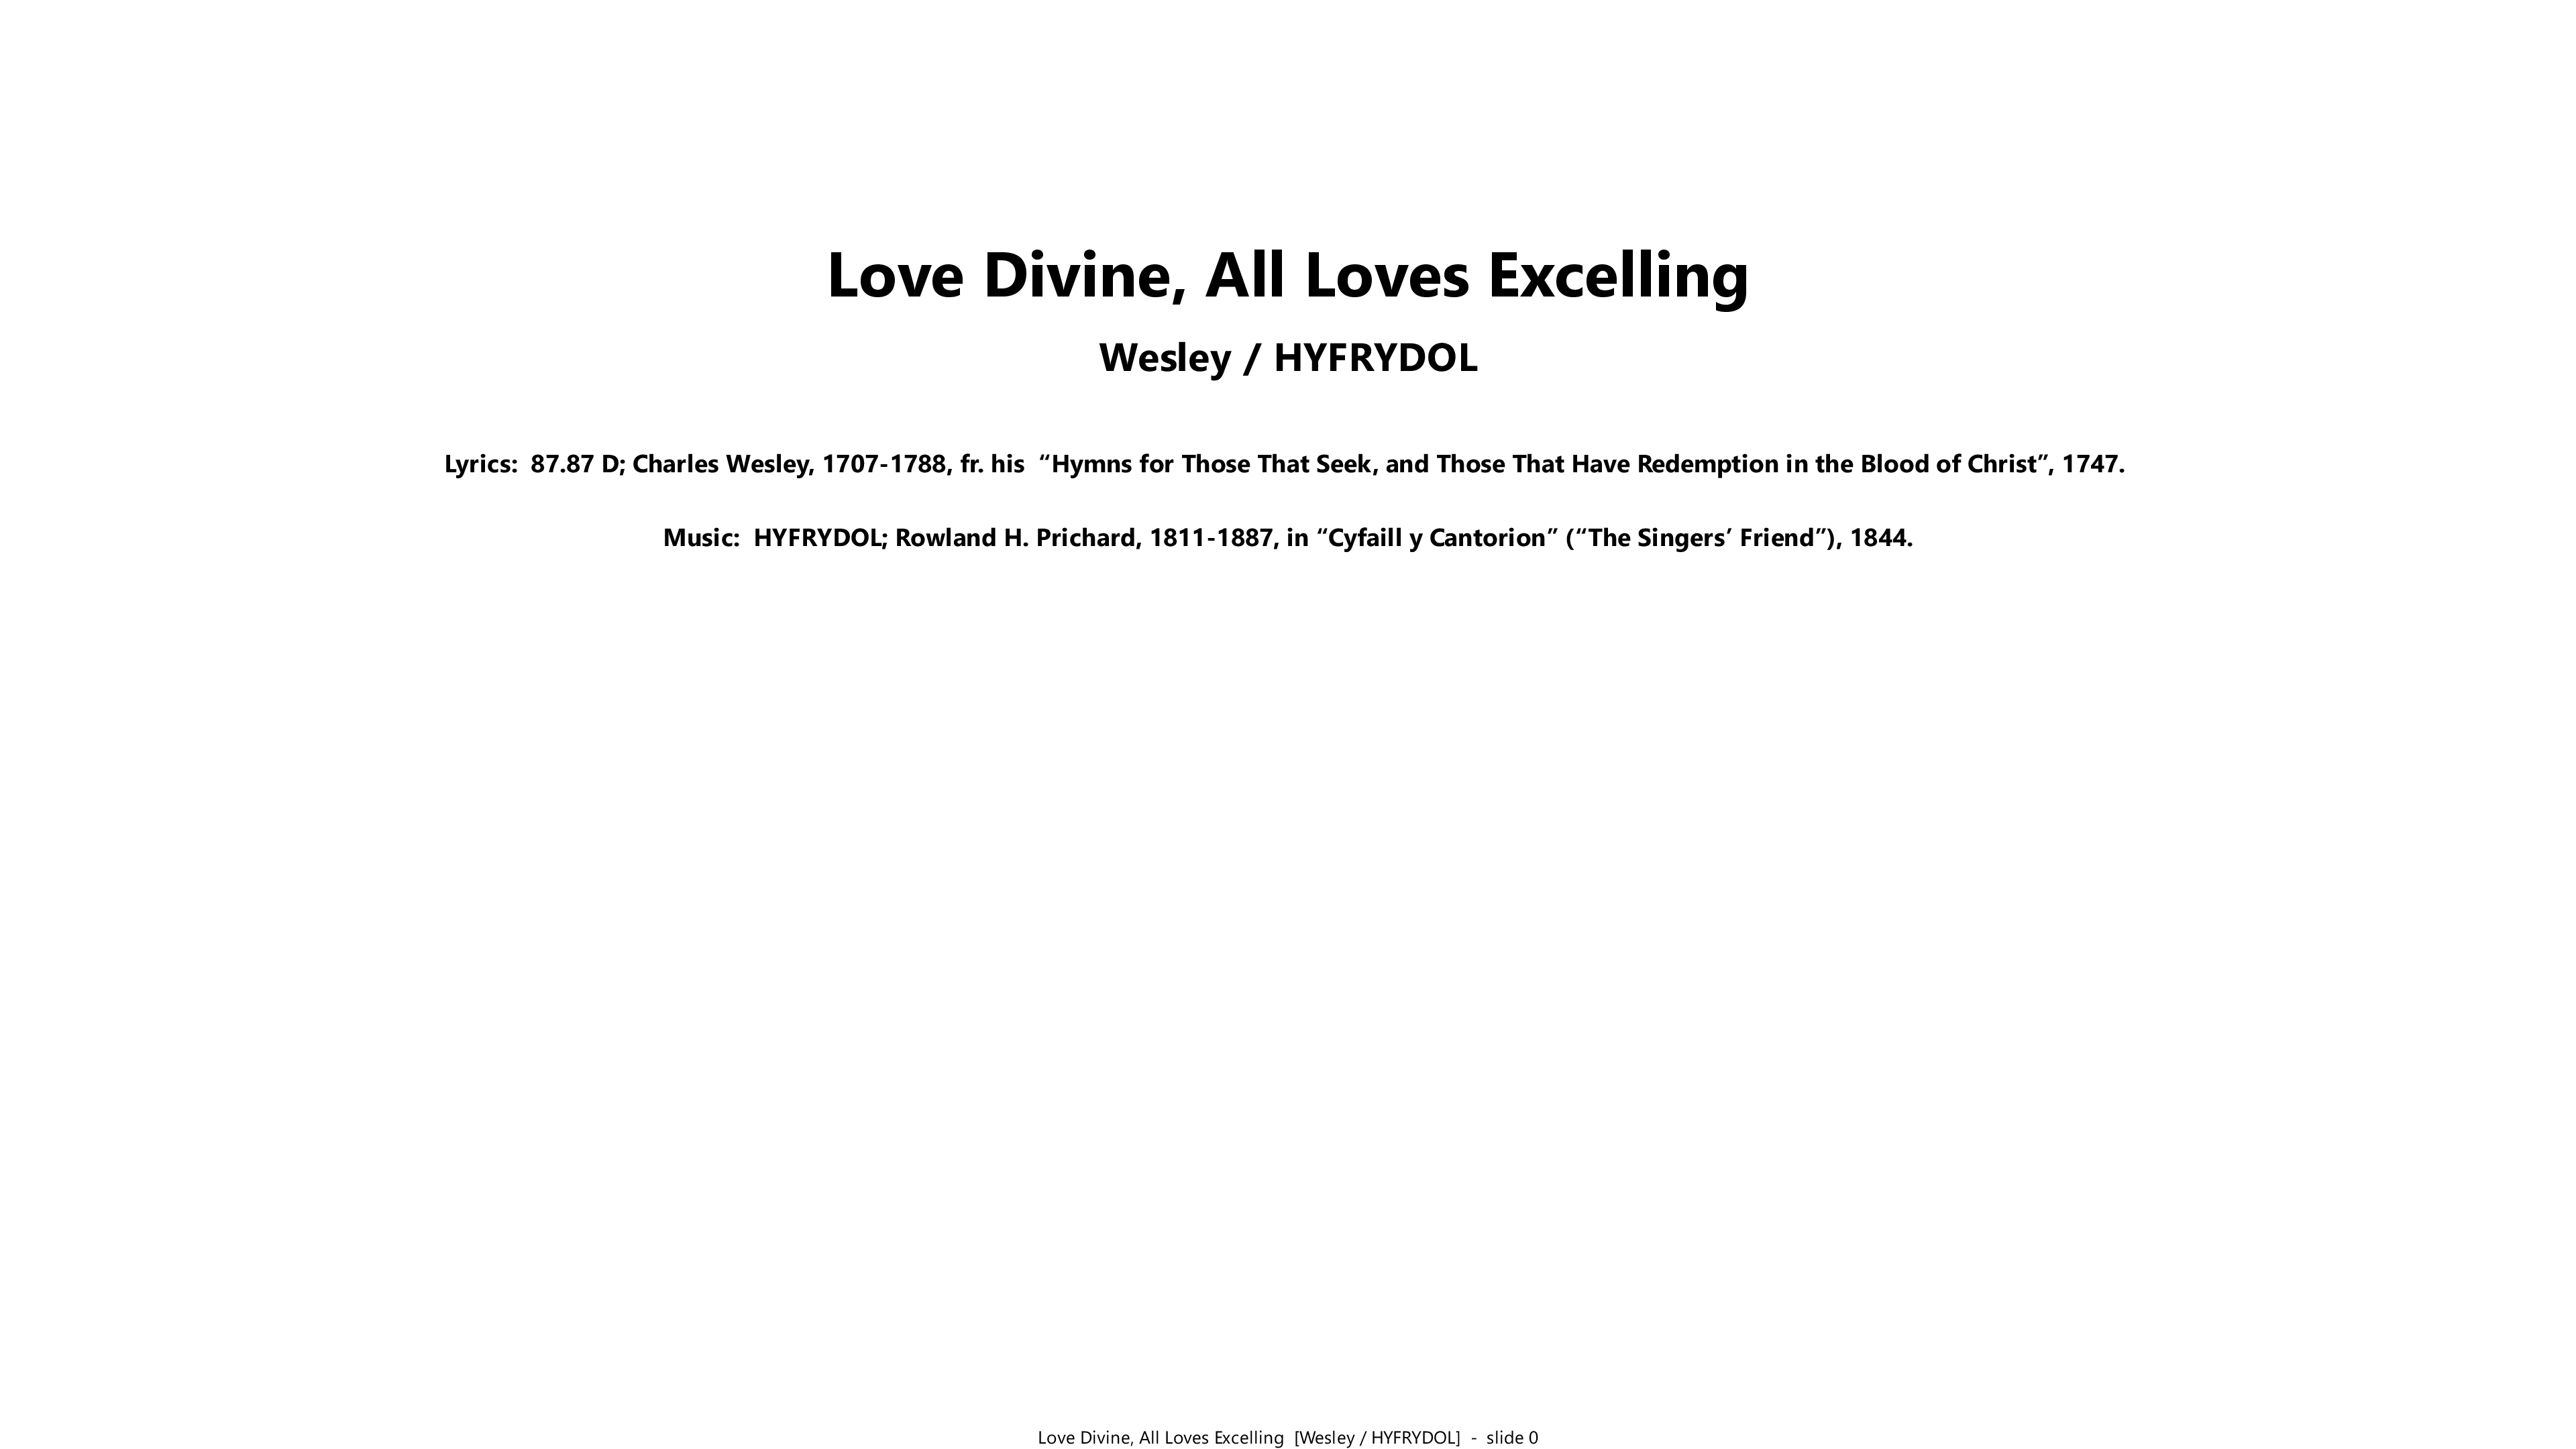 Love Divine, All Loves Excelling
Wesley / HYFRYDOL
Lyrics:  87.87 D; Charles Wesley, 1707-1788, fr. his  “Hymns for Those That Seek, and Those That Have Redemption in the Blood of Christ”, 1747.
Music:  HYFRYDOL; Rowland H. Prichard, 1811-1887, in “Cyfaill y Cantorion” (“The Singers’ Friend”), 1844.
Love Divine, All Loves Excelling  [Wesley / HYFRYDOL]  -  slide 0